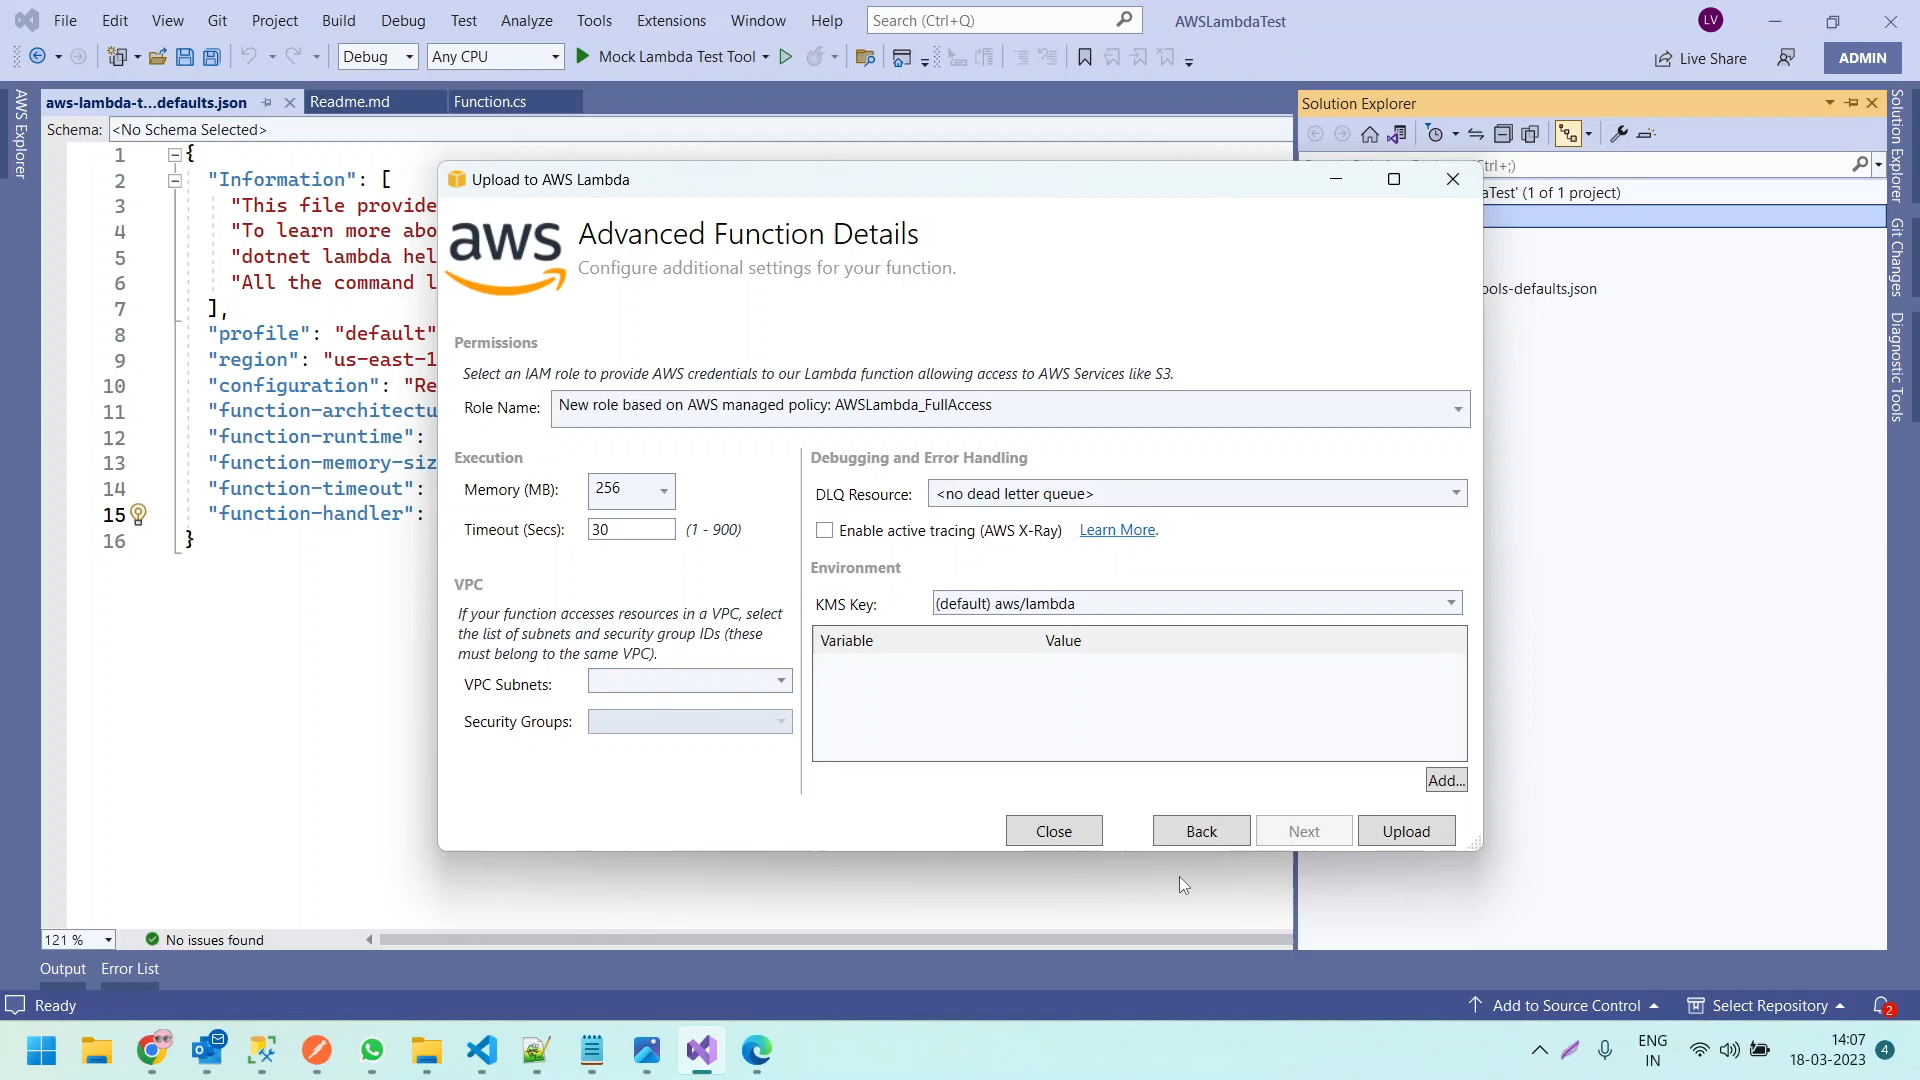 File Edit View Git Project Build Debug Test Analyze Tools Extensions Window Help Search (Ctrl+Q) AWSLambdaTest LV
Debug Any CPU Mock Lambda Test Tool Live Share ADMIN
AWS Explorer
aws-lambda-t...defaults.json Readme.md Function.cs
Schema: <No Schema Selected>
1 {
2 "Information": [
3 "This file provide
4 "To learn more abo
5 "dotnet lambda hel
6 "All the command l
7 ],
8 "profile": "default"
9 "region": "us-east-1
10 "configuration": "Re
11 "function-architectu
12 "function-runtime":
13 "function-memory-siz
14 "function-timeout":
15 "function-handler":
16 }
Upload to AWS Lambda
aws
Advanced Function Details
Configure additional settings for your function.
Permissions
Select an IAM role to provide AWS credentials to our Lambda function allowing access to AWS Services like S3.
Role Name: New role based on AWS managed policy: AWSLambda_FullAccess
Execution
Memory (MB): 256
Timeout (Secs): 30 (1 - 900)
VPC
If your function accesses resources in a VPC, select
the list of subnets and security group IDs (these
must belong to the same VPC).
VPC Subnets:
Security Groups:
Debugging and Error Handling
DLQ Resource: <no dead letter queue>
Enable active tracing (AWS X-Ray) Learn More.
Environment
KMS Key: (default) aws/lambda
Variable Value
Add...
Close Back Next Upload
Solution Explorer
Ctrl+;)
aTest' (1 of 1 project)
ools-defaults.json
Solution Explorer
Git Changes
Diagnostic Tools
121 % No issues found
Output Error List
Ready Add to Source Control Select Repository 2
ENG
IN
14:07
18-03-2023
4